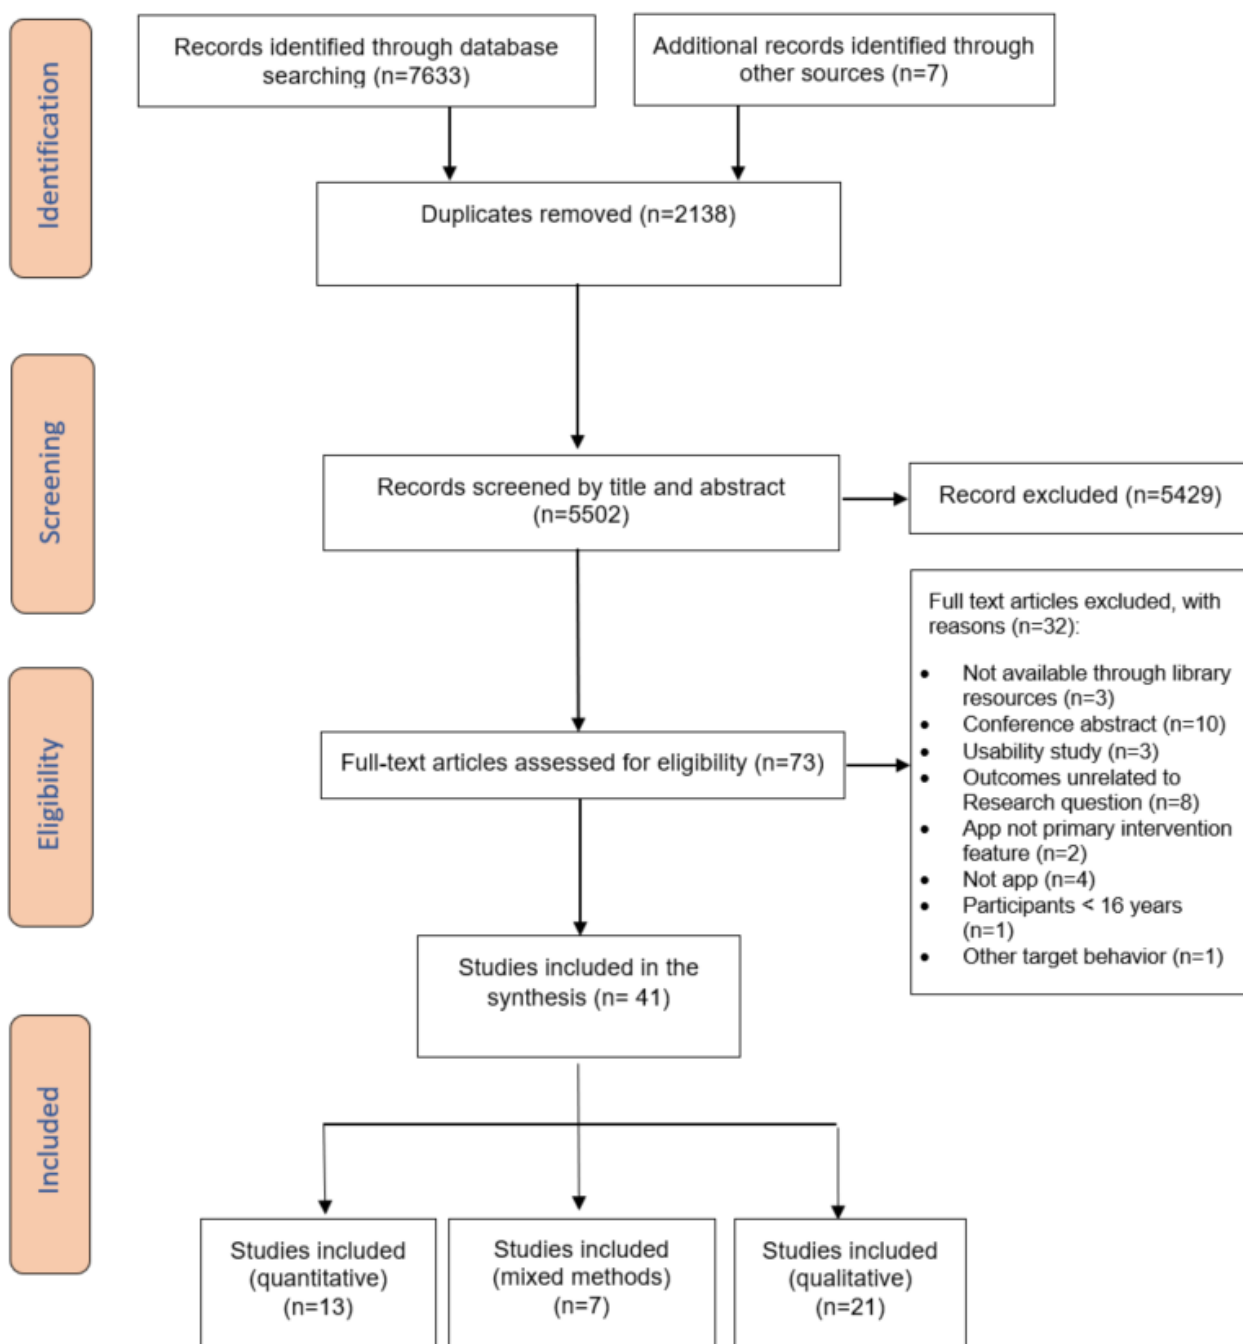 Identification
Records identified through database
searching (n=7633)
Additional records identified through
other sources (n=7)
Duplicates removed (n=2138)
Screening
Records screened by title and abstract
(n=5502)
Record excluded (n=5429)
Full text articles excluded, with
reasons (n=32):
• Not available through library
resources (n=3)
• Conference abstract (n=10)
• Usability study (n=3)
• Outcomes unrelated to
Research question (n=8)
• App not primary intervention
feature (n=2)
• Not app (n=4)
• Participants < 16 years
(n=1)
• Other target behavior (n=1)
Eligibility
Full-text articles assessed for eligibility (n=73)
Studies included in the
synthesis (n= 41)
Included
Studies included
(quantitative)
(n=13)
Studies included
(mixed methods)
(n=7)
Studies included
(qualitative)
(n=21)